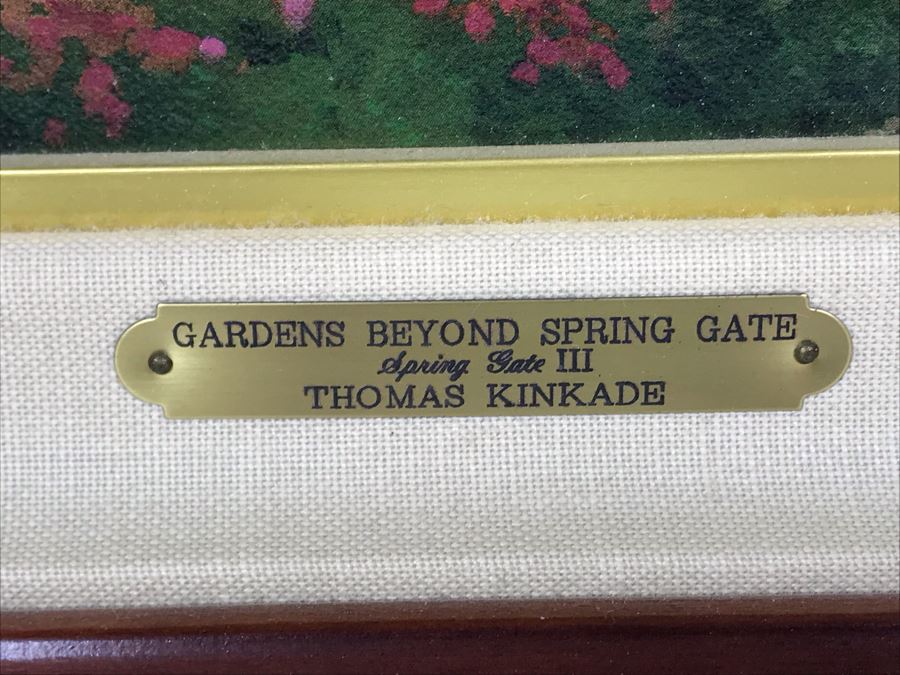 GARDENS BEYOND SPRING GATE
Spring Gate III
THOMAS KINKADE